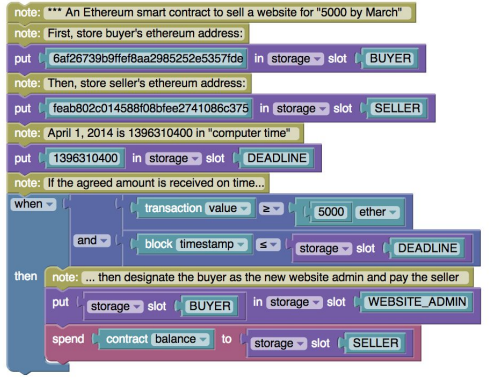 note: *** An Ethereum smart contract to sell a website for "5000 by March"
note: First, store buyer's ethereum address:
put 6af26739b9ffef8aa2985252e5357fde in storage slot BUYER
note: Then, store seller's ethereum address:
put feab802c014588f08bfee2741086c375 in storage slot SELLER
note: April 1, 2014 is 1396310400 in "computer time"
put 1396310400 in storage slot DEADLINE
note: If the agreed amount is received on time...
when transaction value ≥ 5000 ether
and block timestamp ≤ storage slot DEADLINE
then note: ... then designate the buyer as the new website admin and pay the seller
put storage slot BUYER in storage slot WEBSITE_ADMIN
spend contract balance to storage slot SELLER